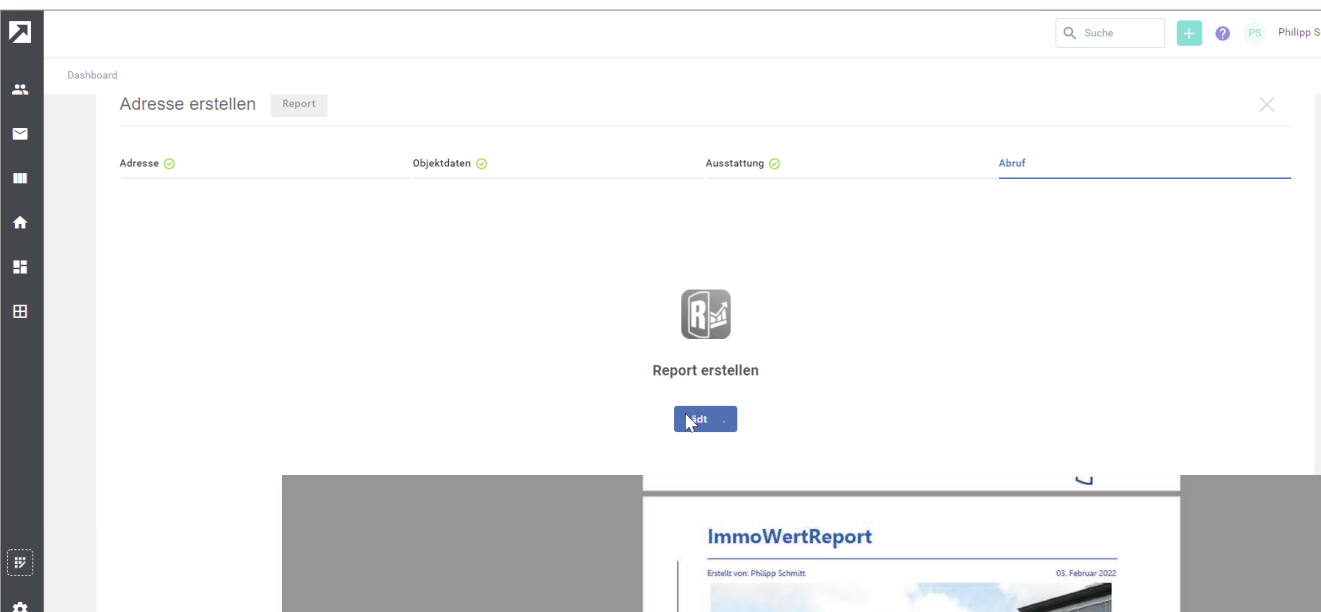 Suche
+
?
PS
Philipp S
Dashboard
Adresse erstellen
Report
Adresse
Objektdaten
Ausstattung
Abruf
R
Report erstellen
ImmoWertReport
Erstellt von: Philipp Schmitt
03. Februar 2022